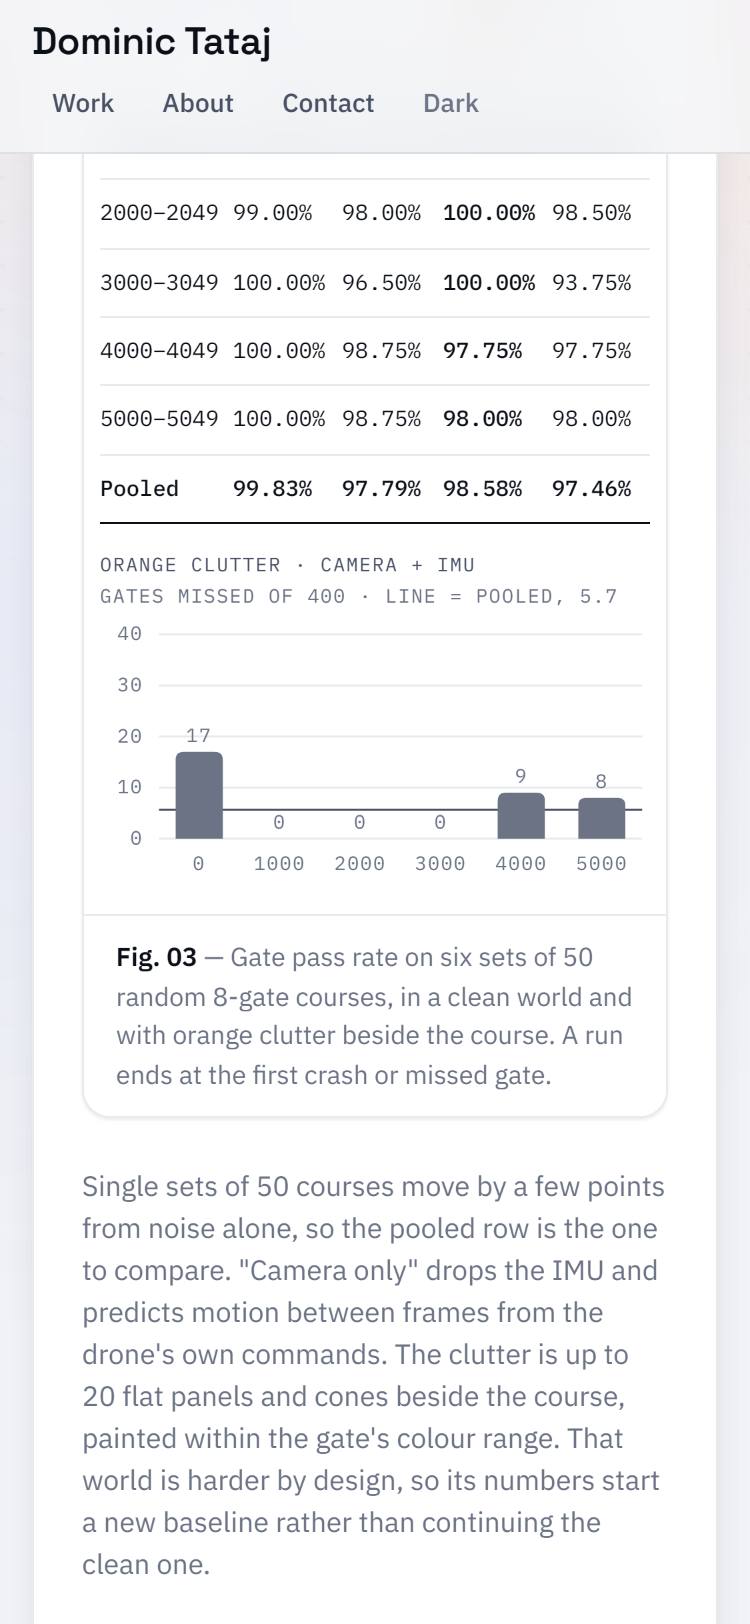 Dominic Tataj
Work About Contact Dark
2000–2049 99.00% 98.00% 100.00% 98.50%
3000–3049 100.00% 96.50% 100.00% 93.75%
4000–4049 100.00% 98.75% 97.75% 97.75%
5000–5049 100.00% 98.75% 98.00% 98.00%
Pooled 99.83% 97.79% 98.58% 97.46%
ORANGE CLUTTER · CAMERA + IMU
GATES MISSED OF 400 · LINE = POOLED, 5.7
40
30
20 17
10 9 8
0 0 0 0
0 1000 2000 3000 4000 5000
Fig. 03 — Gate pass rate on six sets of 50
random 8-gate courses, in a clean world and
with orange clutter beside the course. A run
ends at the first crash or missed gate.
Single sets of 50 courses move by a few points
from noise alone, so the pooled row is the one
to compare. "Camera only" drops the IMU and
predicts motion between frames from the
drone's own commands. The clutter is up to
20 flat panels and cones beside the course,
painted within the gate's colour range. That
world is harder by design, so its numbers start
a new baseline rather than continuing the
clean one.